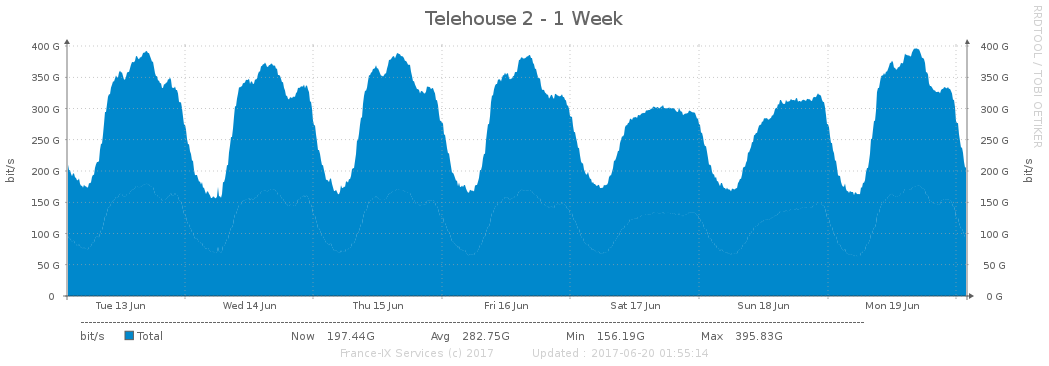 Telehouse 2 - 1 Week
RRDTOOL / TOBI OETIKER
bit/s
400 G 400 G
350 G 350 G
300 G 300 G
250 G 250 G
200 G 200 G
150 G 150 G
100 G 100 G
50 G 50 G
0 0 G
bit/s
Tue 13 Jun Wed 14 Jun Thu 15 Jun Fri 16 Jun Sat 17 Jun Sun 18 Jun Mon 19 Jun
bit/s Total Now 197.44G Avg 282.75G Min 156.19G Max 395.83G
France-IX Services (c) 2017 Updated : 2017-06-20 01:55:14